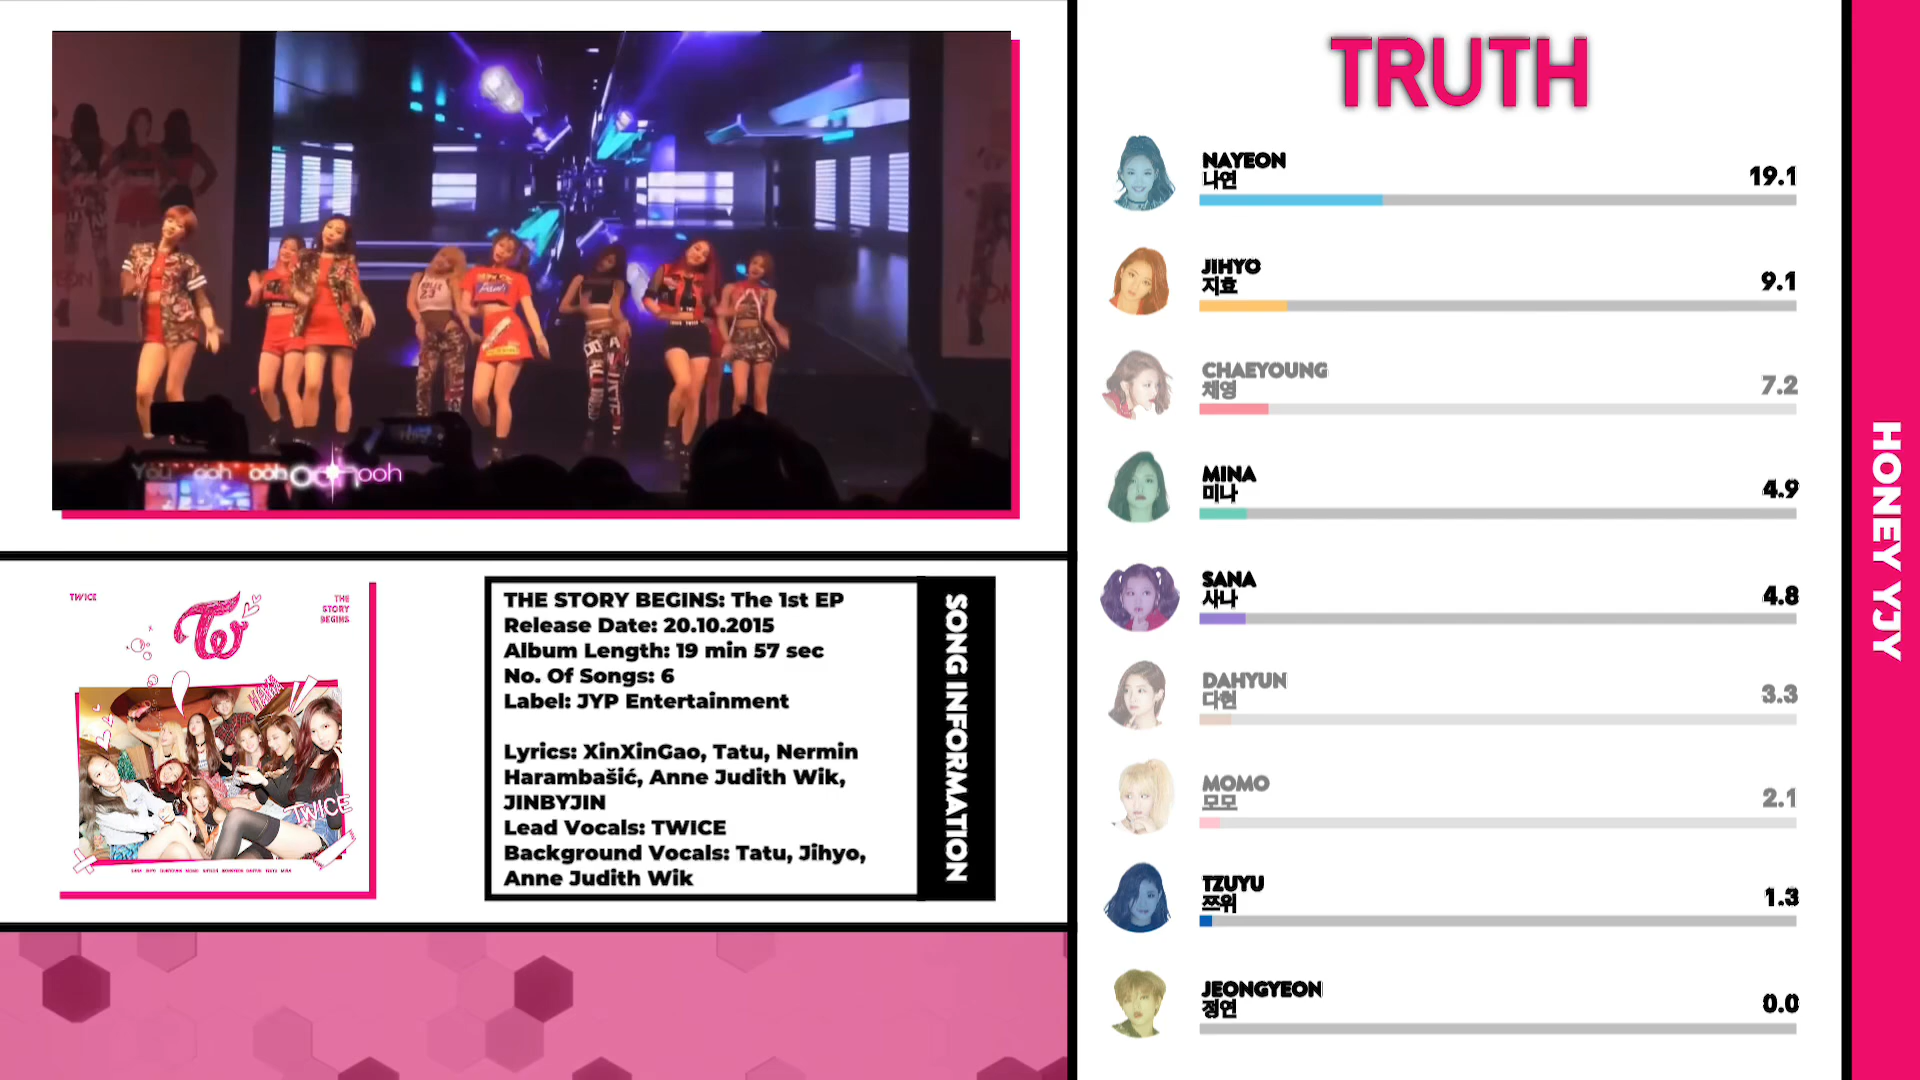 You ooh ooh ooh ooh
TWICE
THE
STORY
BEGINS
TWICE
THE STORY BEGINS: The 1st EP
Release Date: 20.10.2015
Album Length: 19 min 57 sec
No. Of Songs: 6
Label: JYP Entertainment
Lyrics: XinXinGao, Tatu, Nermin
Harambašić, Anne Judith Wik,
JINBYJIN
Lead Vocals: TWICE
Background Vocals: Tatu, Jihyo,
Anne Judith Wik
SONG INFORMATION
TRUTH
NAYEON
나연
19.1
JIHYO
지효
9.1
CHAEYOUNG
채영
7.2
MINA
미나
4.9
SANA
사나
4.8
DAHYUN
다현
3.3
MOMO
모모
2.1
TZUYU
쯔위
1.3
JEONGYEON
정연
0.0
HONEY YJY